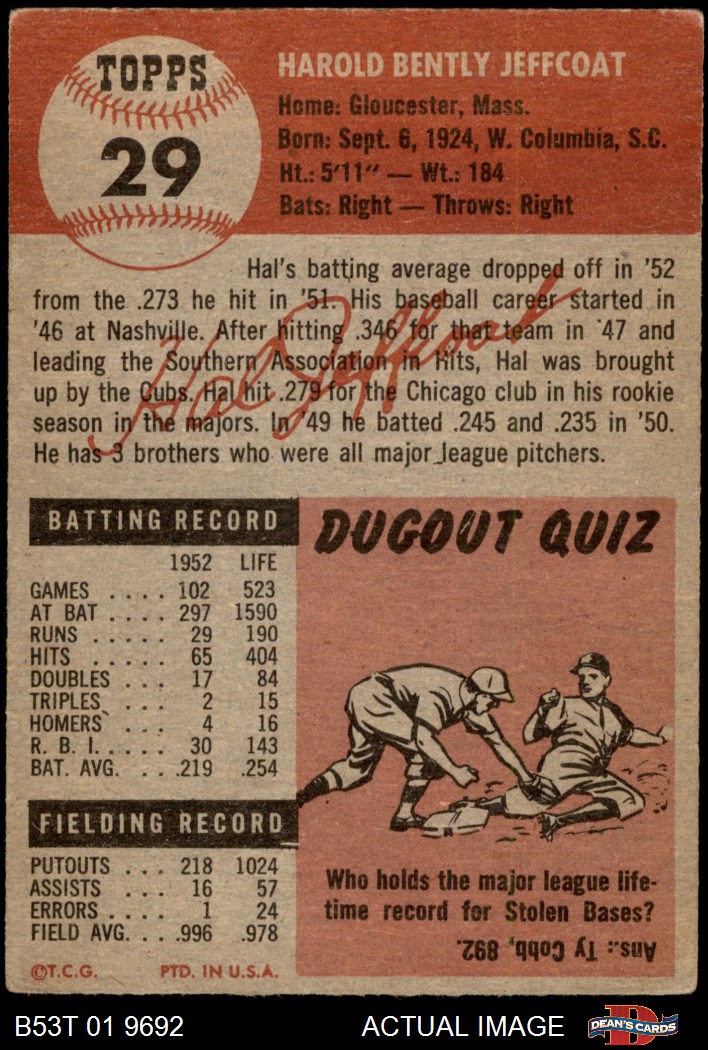 TOPPS
29
HAROLD BENTLY JEFFCOAT
Home: Gloucester, Mass.
Born: Sept. 6, 1924, W. Columbia, S.C.
Ht.: 5'11" — Wt.: 184
Bats: Right — Throws: Right
Hal's batting average dropped off in '52
from the .273 he hit in '51. His baseball career started in
'46 at Nashville. After hitting .346 for that team in '47 and
leading the Southern Association in Hits, Hal was brought
up by the Cubs. Hal hit .279 for the Chicago club in his rookie
season in the majors. In '49 he batted .245 and .235 in '50.
He has 3 brothers who were all major league pitchers.
Hal Jeffcoat
BATTING RECORD
1952 LIFE
GAMES .... 102 523
AT BAT .... 297 1590
RUNS ..... 29 190
HITS ..... 65 404
DOUBLES ... 17 84
TRIPLES ... 2 15
HOMERS ... 4 16
R. B. I. .... 30 143
BAT. AVG. ... .219 .254
FIELDING RECORD
PUTOUTS ... 218 1024
ASSISTS ... 16 57
ERRORS .... 1 24
FIELD AVG. ... .996 .978
©T.C.G. PTD. IN U.S.A.
DUGOUT QUIZ
Who holds the major league life-
time record for Stolen Bases?
Ans.: Ty Cobb, 892.
B53T 01 9692
ACTUAL IMAGE
D
DEAN'S CARDS